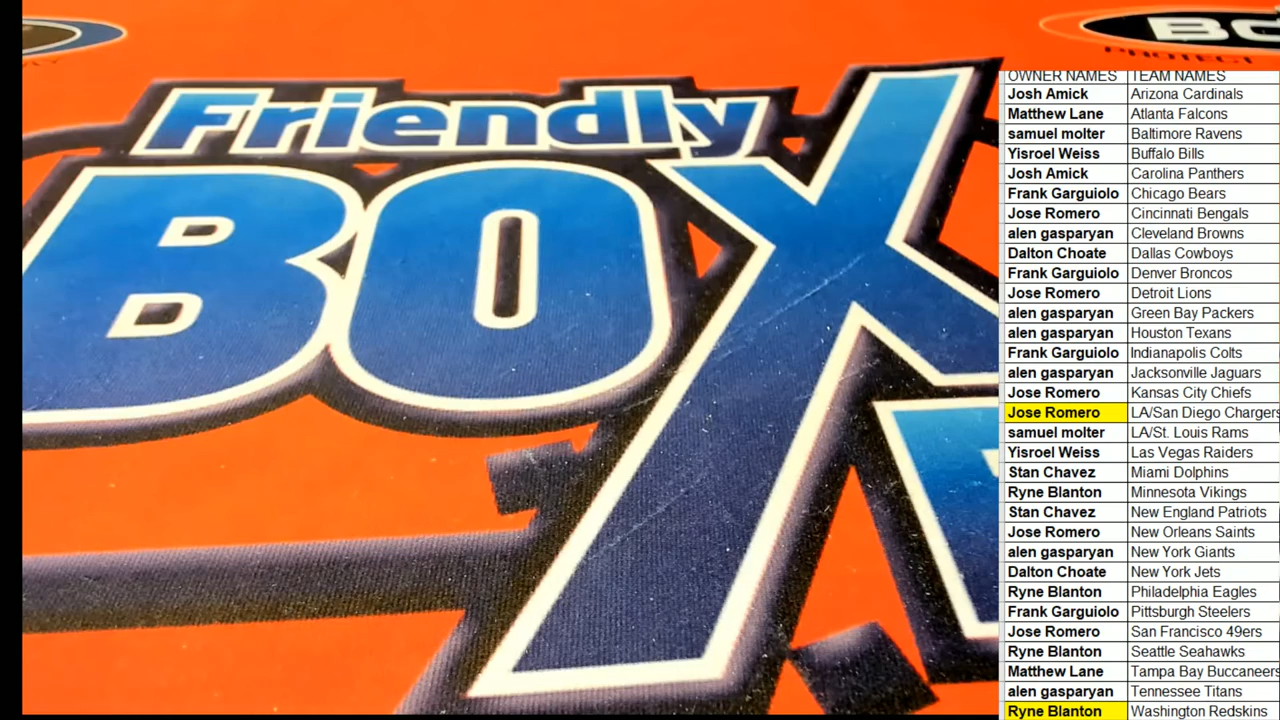 Friendly
BOX
PROTECT
OWNER NAMES TEAM NAMES
Josh Amick Arizona Cardinals
Matthew Lane Atlanta Falcons
samuel molter Baltimore Ravens
Yisroel Weiss Buffalo Bills
Josh Amick Carolina Panthers
Frank Garguiolo Chicago Bears
Jose Romero Cincinnati Bengals
alen gasparyan Cleveland Browns
Dalton Choate Dallas Cowboys
Frank Garguiolo Denver Broncos
Jose Romero Detroit Lions
alen gasparyan Green Bay Packers
alen gasparyan Houston Texans
Frank Garguiolo Indianapolis Colts
alen gasparyan Jacksonville Jaguars
Jose Romero Kansas City Chiefs
Jose Romero LA/San Diego Chargers
samuel molter LA/St. Louis Rams
Yisroel Weiss Las Vegas Raiders
Stan Chavez Miami Dolphins
Ryne Blanton Minnesota Vikings
Stan Chavez New England Patriots
Jose Romero New Orleans Saints
alen gasparyan New York Giants
Dalton Choate New York Jets
Ryne Blanton Philadelphia Eagles
Frank Garguiolo Pittsburgh Steelers
Jose Romero San Francisco 49ers
Ryne Blanton Seattle Seahawks
Matthew Lane Tampa Bay Buccaneers
alen gasparyan Tennessee Titans
Ryne Blanton Washington Redskins